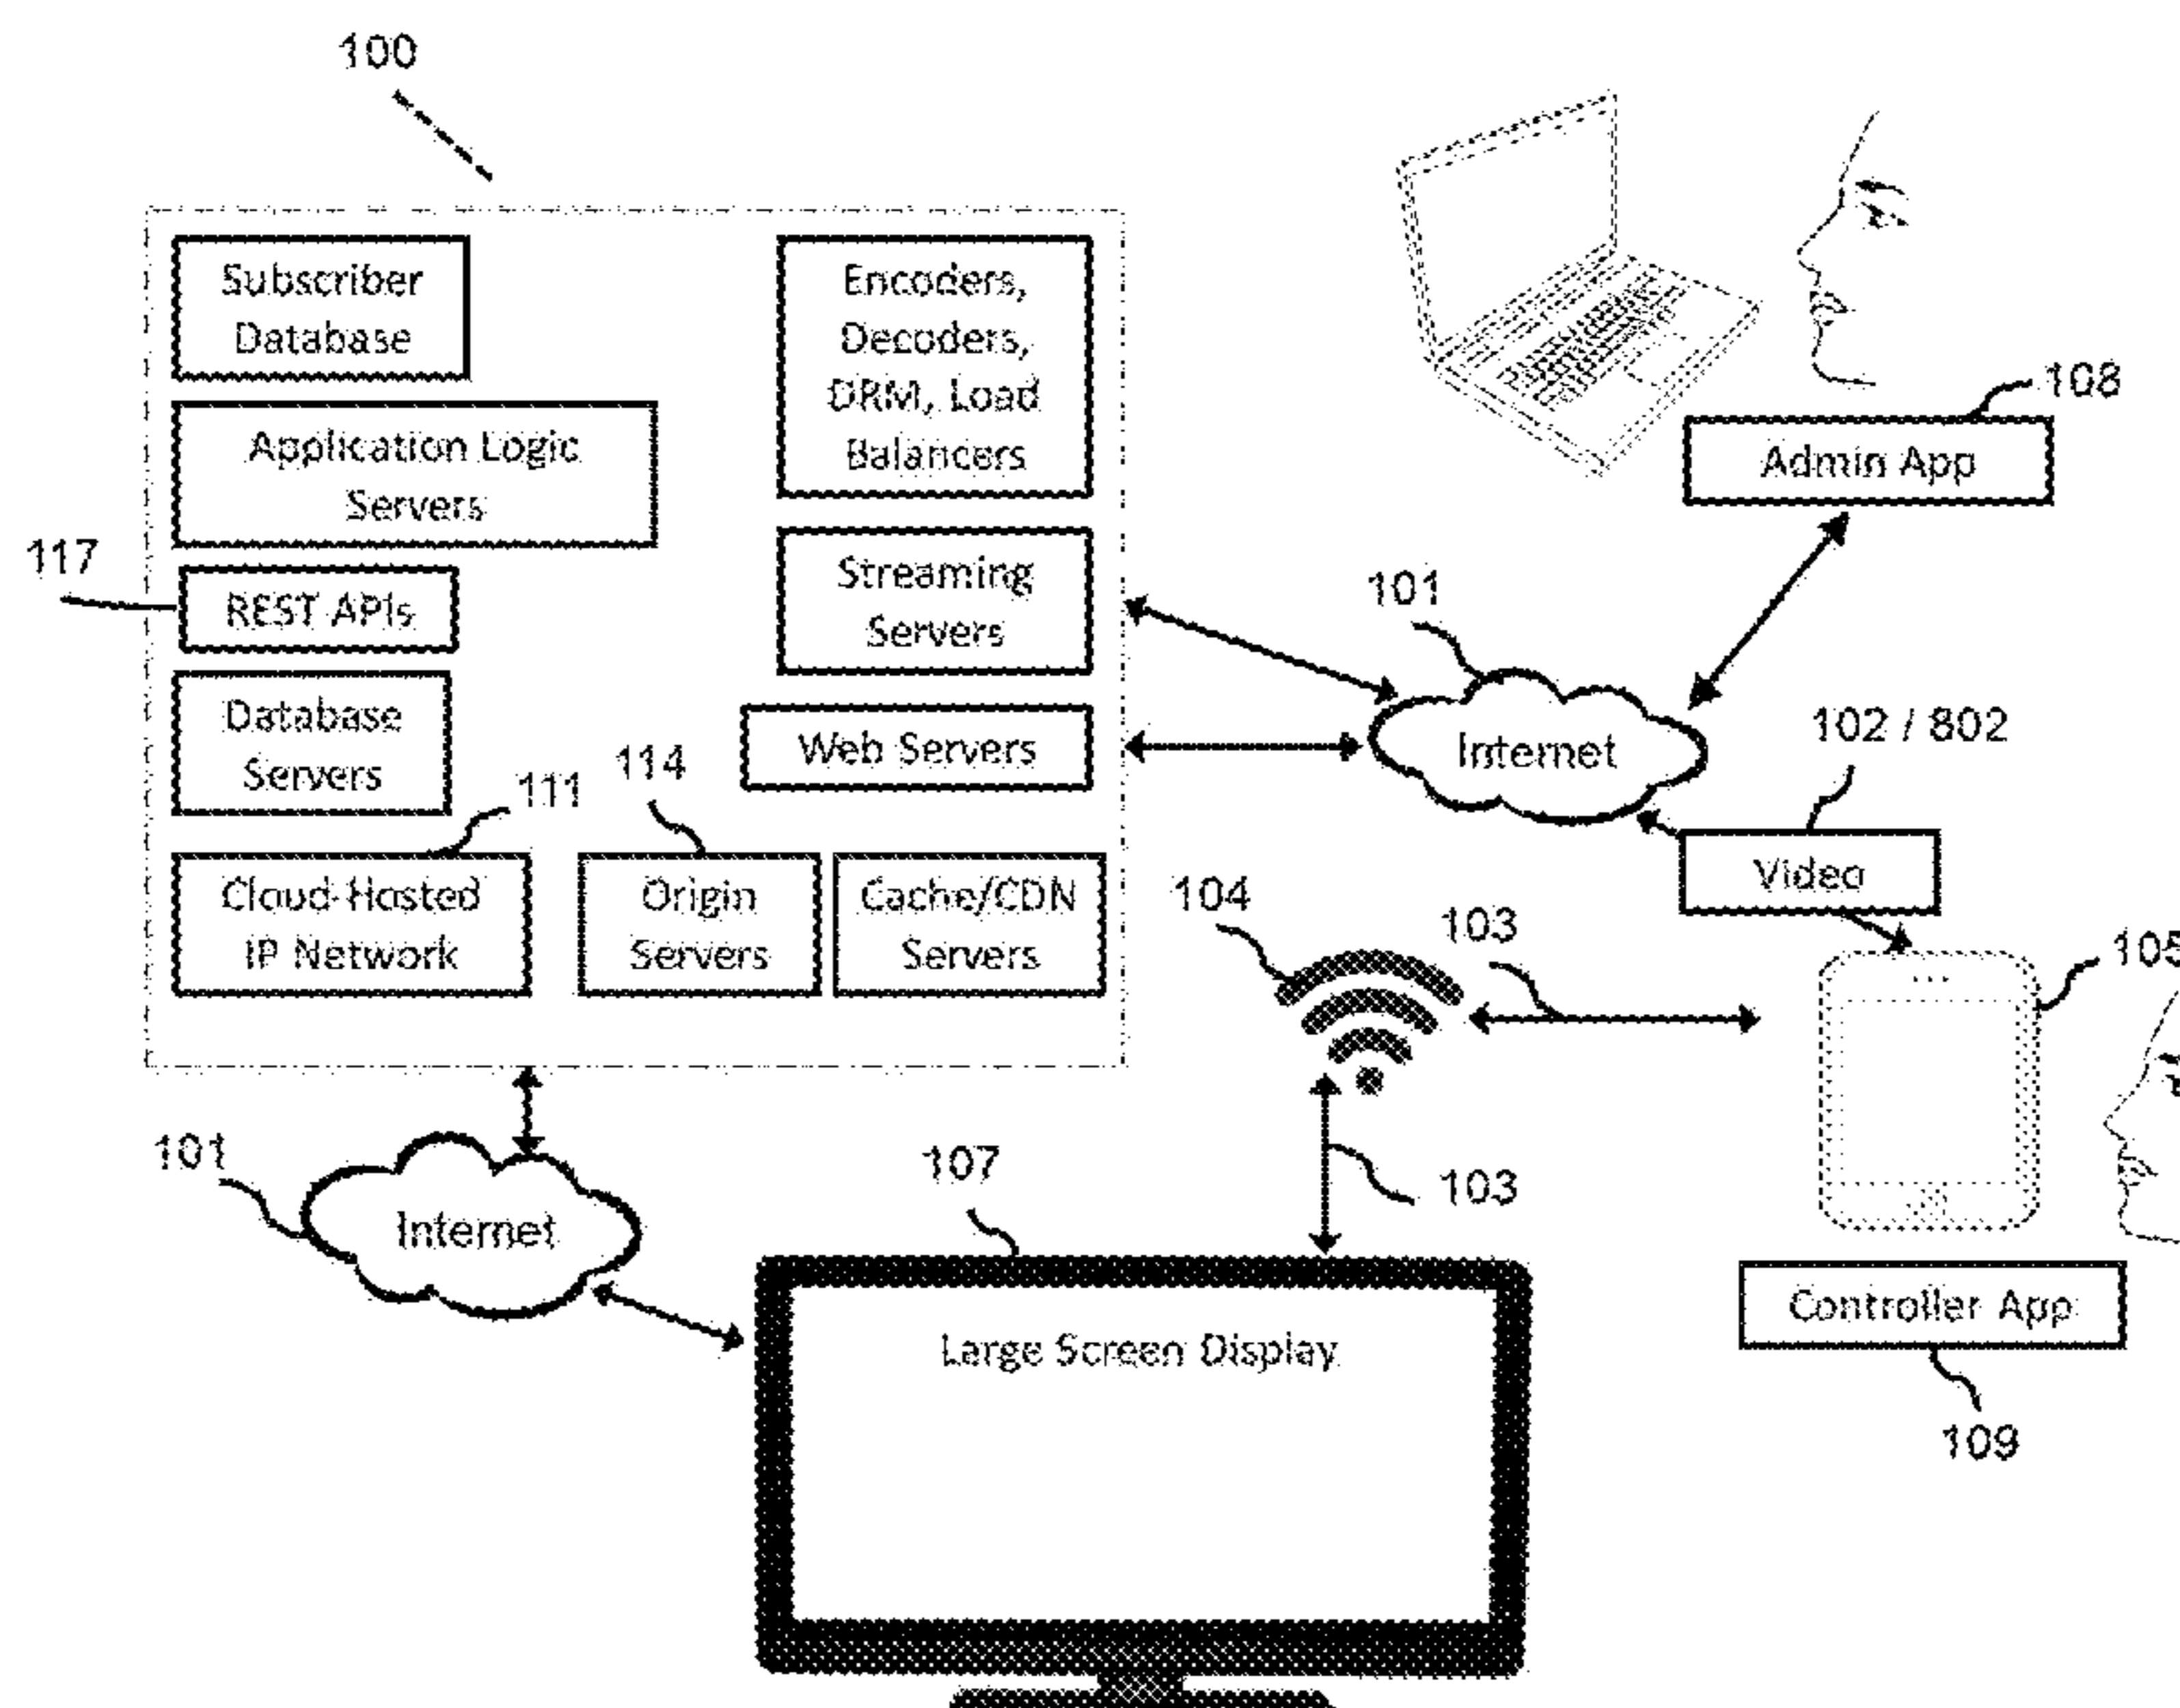 100
Subscriber
Database
Encoders,
Decoders,
DRM, Load
Balancers
108
Admin App
Application Logic
Servers
117
REST APIs
Streaming
Servers
101
Internet
102 / 802
Video
Database
Servers
111
114
Web Servers
Cloud-Hosted
IP Network
Origin
Servers
Cache/CDN
Servers
104
103
105
101
Internet
107
103
Large Screen Display
Controller App
109